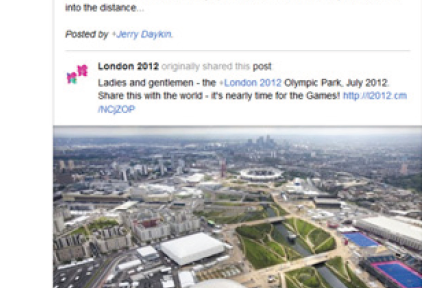 into the distance...
Posted by +Jerry Daykin.
London 2012 originally shared this post:
Ladies and gentlemen - the +London 2012 Olympic Park, July 2012.
Share this with the world - it's nearly time for the Games! http://l2012.cm
/NCjZOP